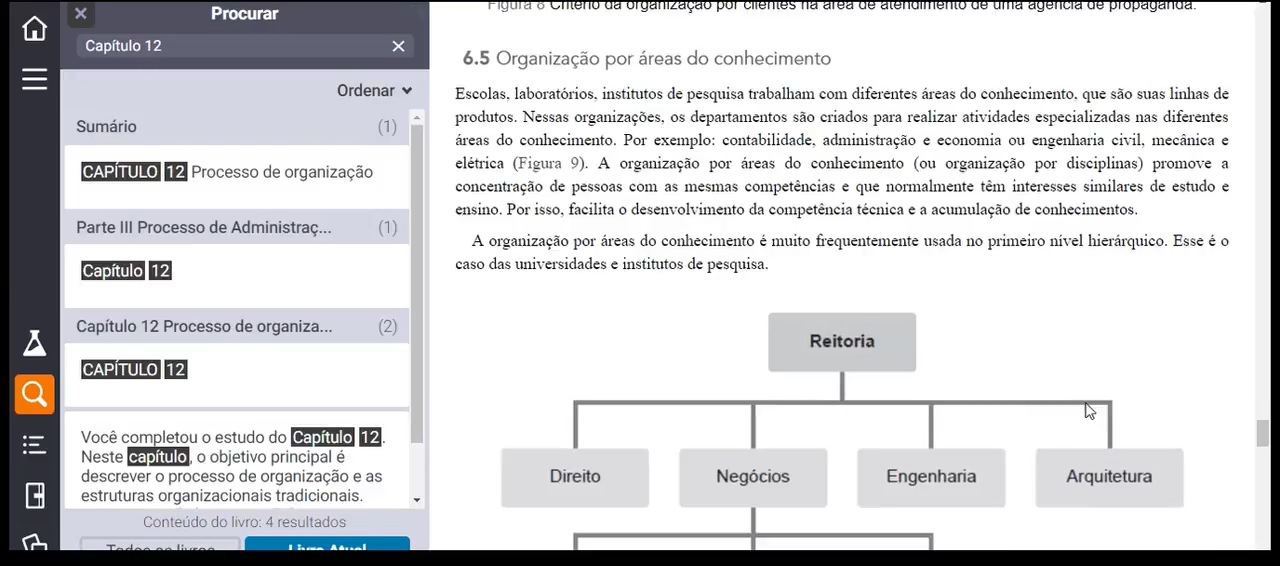 Procurar
Capítulo 12
Ordenar
Sumário (1)
CAPÍTULO 12 Processo de organização
Parte III Processo de Administraç... (1)
Capítulo 12
Capítulo 12 Processo de organiza... (2)
CAPÍTULO 12
Você completou o estudo do Capítulo 12.
Neste capítulo, o objetivo principal é
descrever o processo de organização e as
estruturas organizacionais tradicionais.
Conteúdo do livro: 4 resultados
Todos os livros
Livro Atual
Figura 8 Critério da organização por clientes na área de atendimento de uma agência de propaganda.
6.5 Organização por áreas do conhecimento
Escolas, laboratórios, institutos de pesquisa trabalham com diferentes áreas do conhecimento, que são suas linhas de
produtos. Nessas organizações, os departamentos são criados para realizar atividades especializadas nas diferentes
áreas do conhecimento. Por exemplo: contabilidade, administração e economia ou engenharia civil, mecânica e
elétrica (Figura 9). A organização por áreas do conhecimento (ou organização por disciplinas) promove a
concentração de pessoas com as mesmas competências e que normalmente têm interesses similares de estudo e
ensino. Por isso, facilita o desenvolvimento da competência técnica e a acumulação de conhecimentos.
A organização por áreas do conhecimento é muito frequentemente usada no primeiro nível hierárquico. Esse é o
caso das universidades e institutos de pesquisa.
Reitoria
Direito
Negócios
Engenharia
Arquitetura